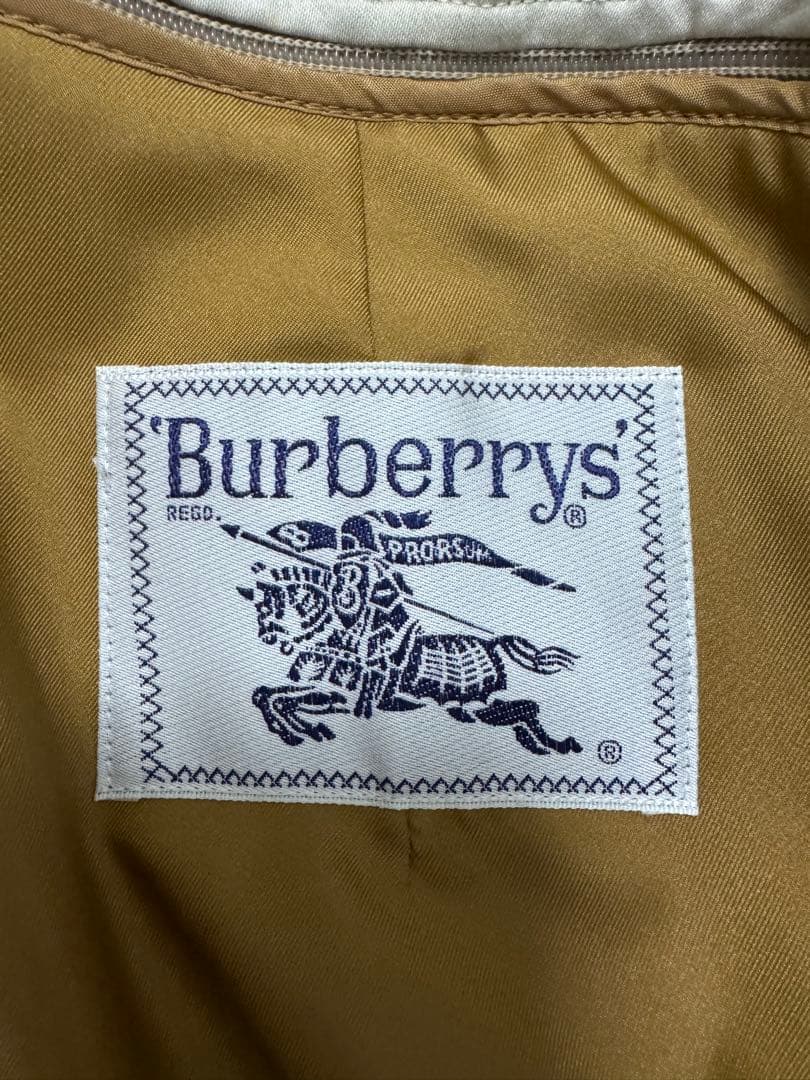 'Burberrys'
REGD. ®
B PRORSUM
B
®